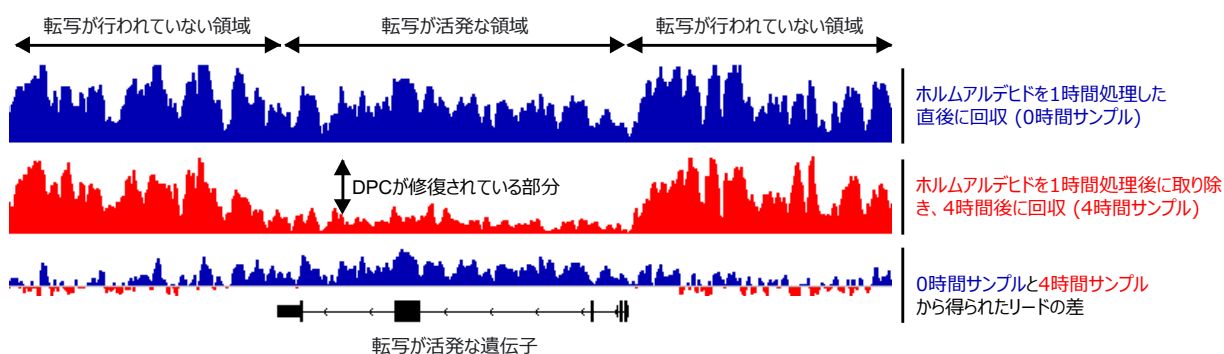 転写が行われていない領域
転写が活発な領域
転写が行われていない領域
ホルムアルデヒドを1時間処理した
直後に回収 (0時間サンプル)
DPCが修復されている部分
ホルムアルデヒドを1時間処理後に取り除
き、4時間後に回収 (4時間サンプル)
0時間サンプルと4時間サンプル
から得られたリードの差
転写が活発な遺伝子